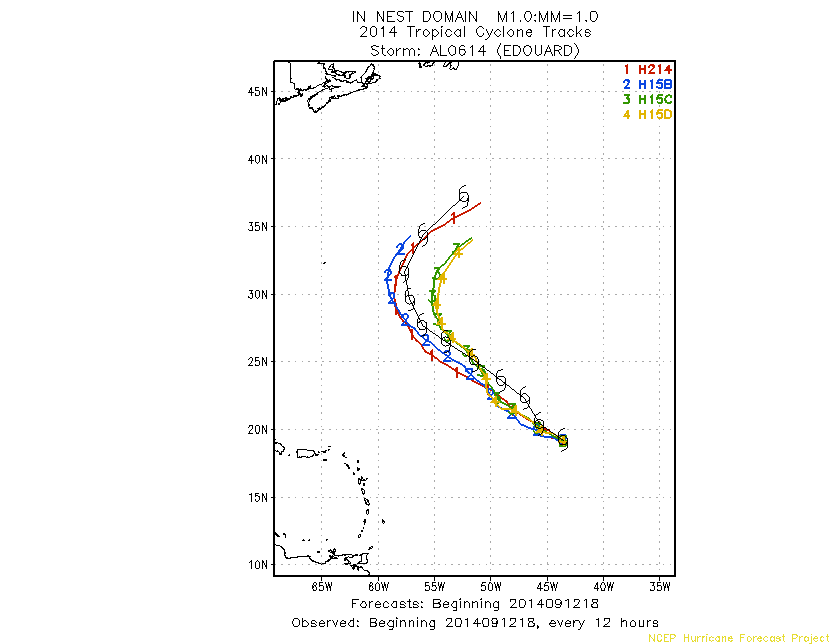 IN NEST DOMAIN M1.0:MM=1.0
2014 Tropical Cyclone Tracks
Storm: AL0614 (EDOUARD)
1 H214
2 H15B
3 H15C
4 H15D
45N
40N
35N
30N
25N
20N
15N
10N
65W 60W 55W 50W 45W 40W 35W
Forecasts: Beginning 2014091218
Observed: Beginning 2014091218, every 12 hours
NCEP Hurricane Forecast Project